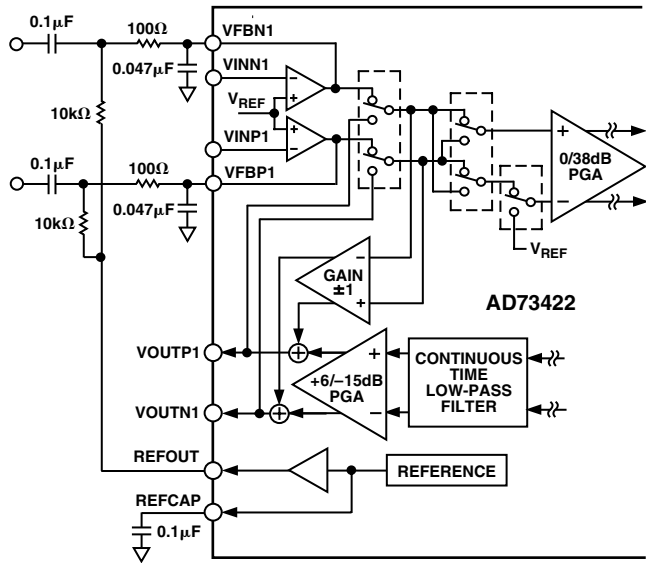 0.1μF
100Ω
VFBN1
0.047μF
VINN1
VREF
10kΩ
VINP1
0.1μF
100Ω
VFBP1
10kΩ
0.047μF
0/38dB
PGA
VREF
GAIN
±1
AD73422
VOUTP1
+6/–15dB
PGA
CONTINUOUS
TIME
LOW-PASS
FILTER
VOUTN1
REFOUT
REFERENCE
REFCAP
0.1μF